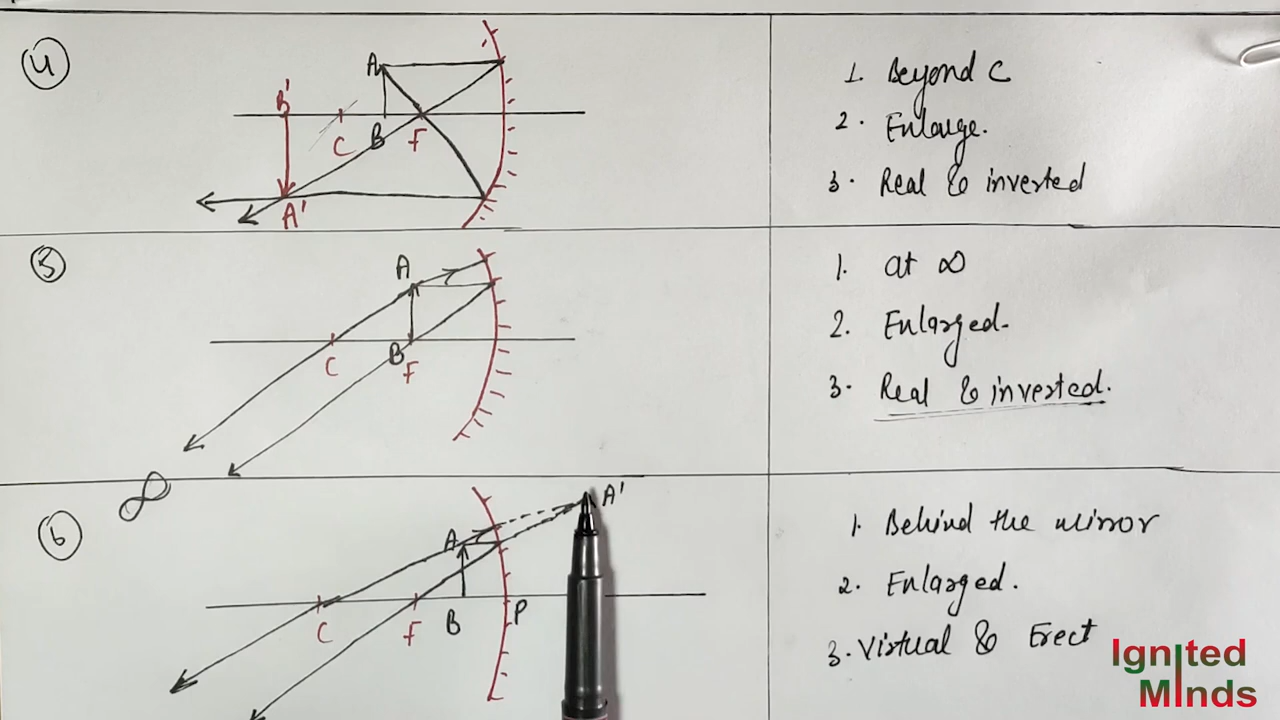 4
A
B'
C
B
F
A'
1. Beyond C
2. Enlauge.
3. Real & inverted
5
A
C
B
F
∞
1. at ∞
2. Enlarged.
3. Real & inverted.
6
A'
A
C
F
B
P
1. Behind the mirror
2. Enlarged.
3. Virtual & Erect
Ignited
Minds